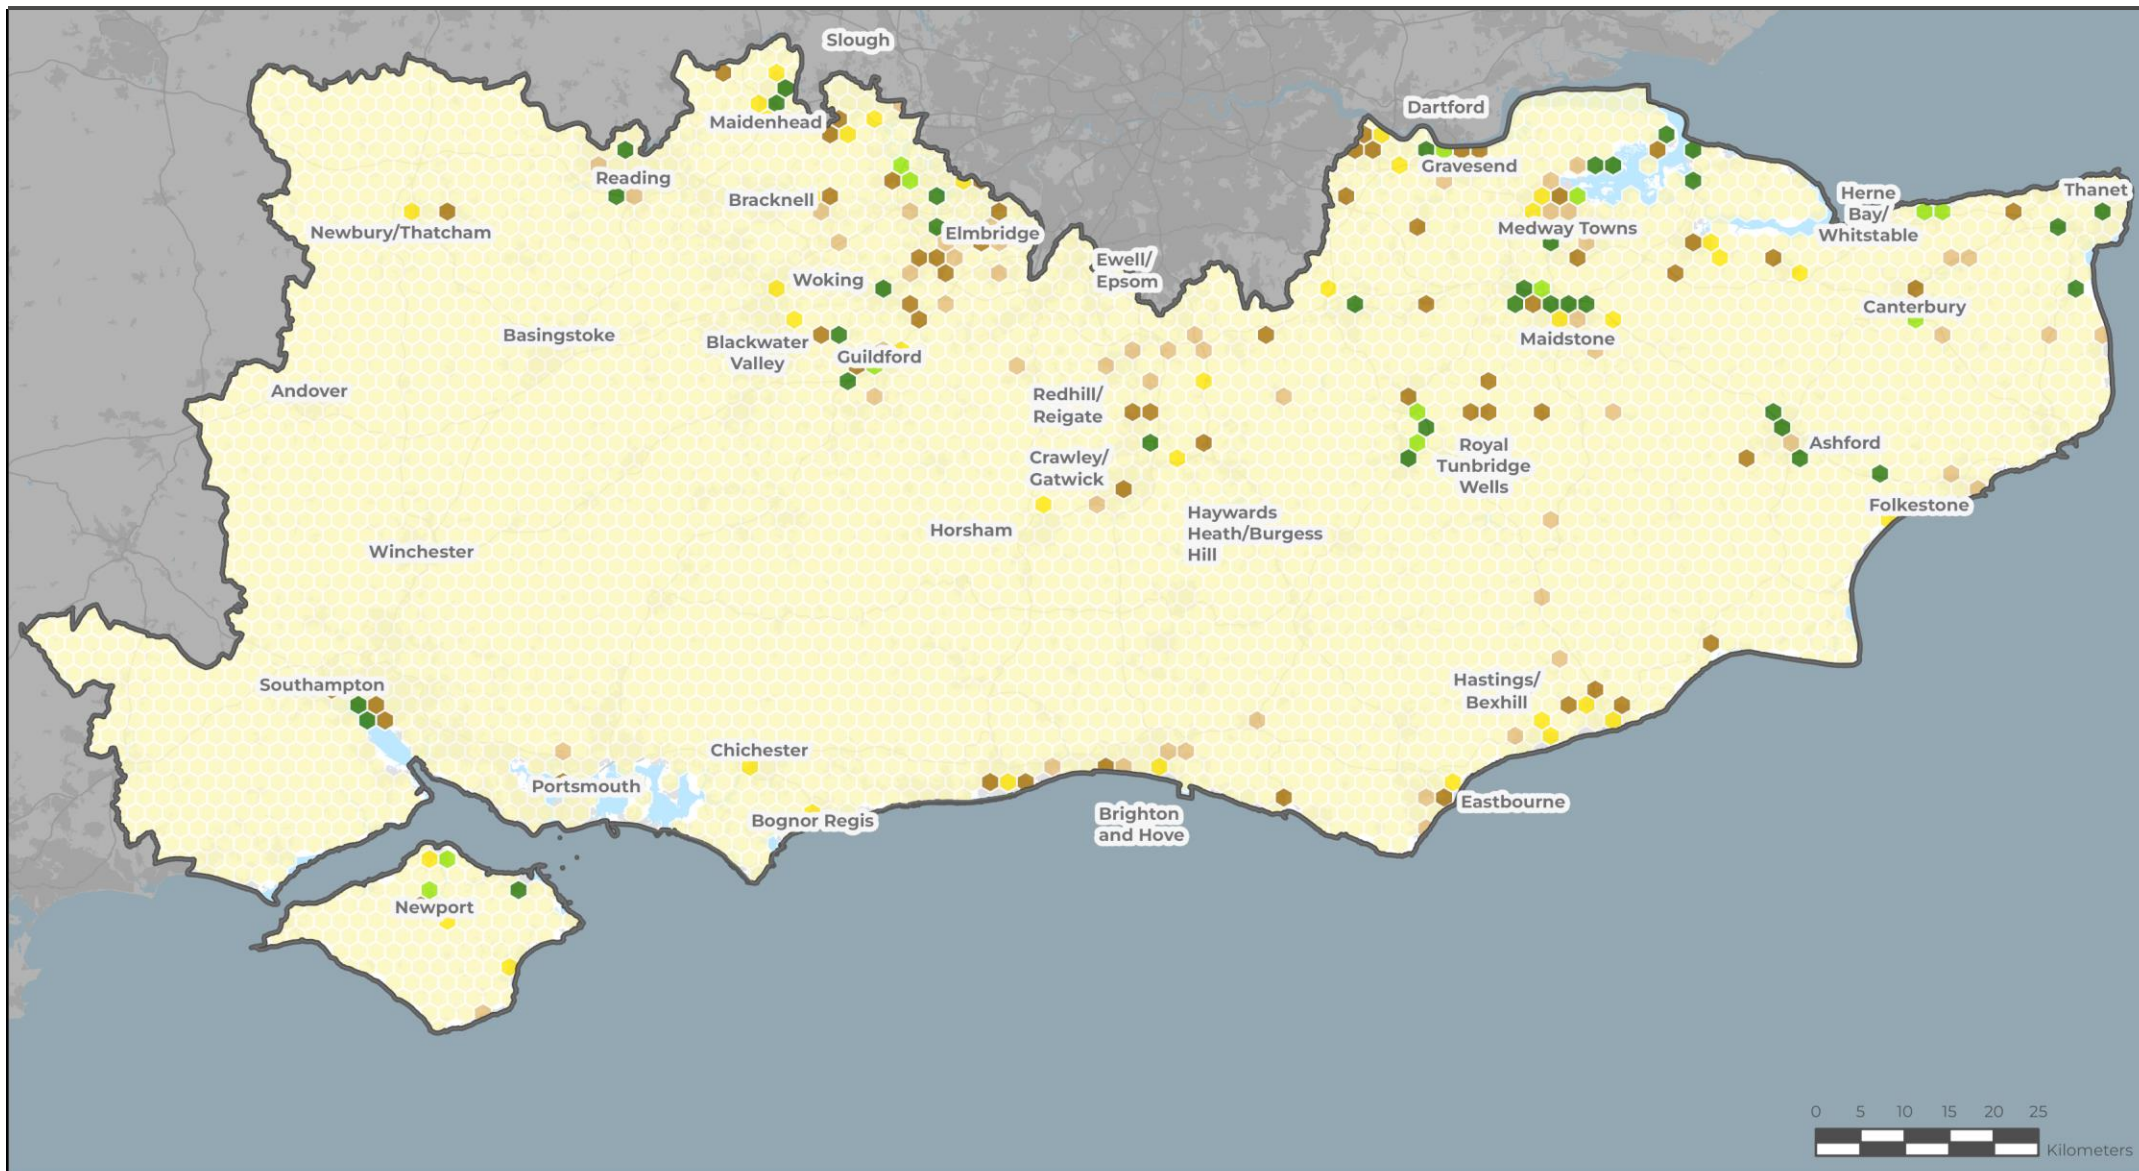 Slough
Dartford
Maidenhead
Gravesend
Reading
Bracknell
Herne
Bay/
Whitstable
Thanet
Newbury/Thatcham
Elmbridge
Medway Towns
Ewell/
Epsom
Woking
Canterbury
Basingstoke
Blackwater
Valley
Guildford
Maidstone
Andover
Redhill/
Reigate
Royal
Tunbridge
Wells
Ashford
Crawley/
Gatwick
Folkestone
Horsham
Haywards
Heath/Burgess
Hill
Winchester
Southampton
Hastings/
Bexhill
Chichester
Portsmouth
Bognor Regis
Brighton
and Hove
Eastbourne
Newport
0 5 10 15 20 25
Kilometers